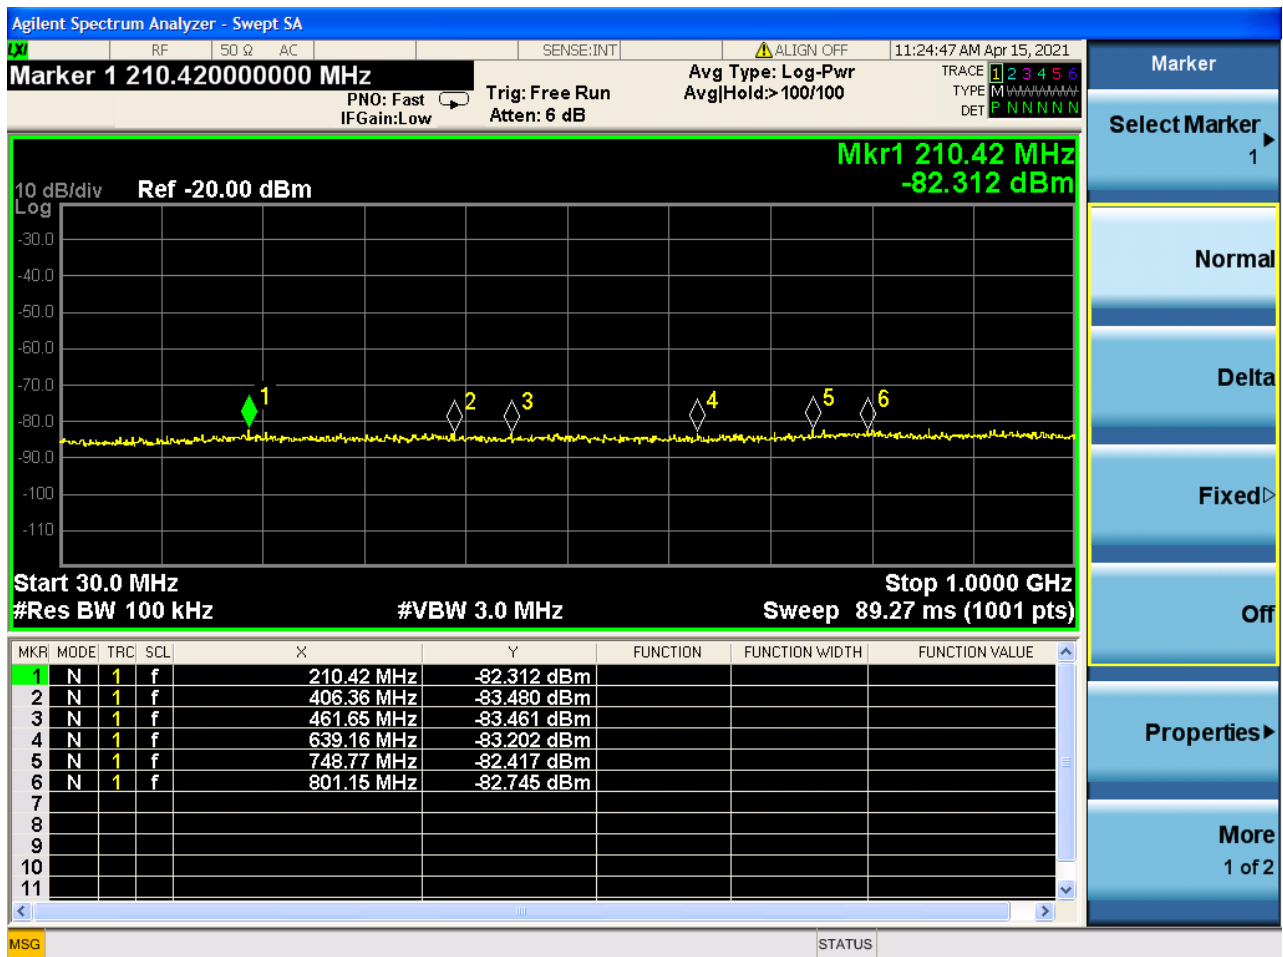 Agilent Spectrum Analyzer - Swept SA
LXI RF 50 Ω AC SENSE:INT ALIGN OFF 11:24:47 AM Apr 15, 2021
Marker 1 210.420000000 MHz
PNO: Fast
IFGain:Low
Trig: Free Run
Atten: 6 dB
Avg Type: Log-Pwr
Avg|Hold:>100/100
TRACE 1 2 3 4 5 6
TYPE M W W W W W
DET P N N N N N
Mkr1 210.42 MHz
-82.312 dBm
10 dB/div Ref -20.00 dBm
Log
-30.0
-40.0
-50.0
-60.0
-70.0
-80.0
-90.0
-100
-110
1 2 3 4 5 6
Start 30.0 MHz Stop 1.0000 GHz
#Res BW 100 kHz #VBW 3.0 MHz Sweep 89.27 ms (1001 pts)
MKR MODE TRC SCL X Y FUNCTION FUNCTION WIDTH FUNCTION VALUE
1 N 1 f 210.42 MHz -82.312 dBm
2 N 1 f 406.36 MHz -83.480 dBm
3 N 1 f 461.65 MHz -83.461 dBm
4 N 1 f 639.16 MHz -83.202 dBm
5 N 1 f 748.77 MHz -82.417 dBm
6 N 1 f 801.15 MHz -82.745 dBm
7
8
9
10
11
MSG STATUS
Marker
Select Marker
1
Normal
Delta
Fixed
Off
Properties
More
1 of 2